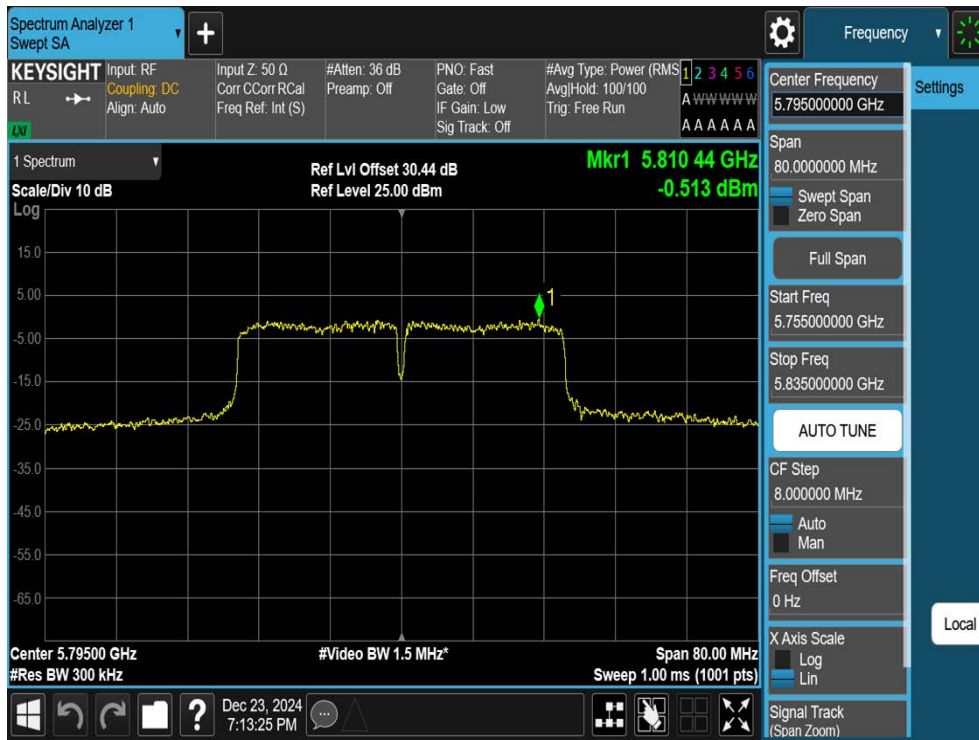 Spectrum Analyzer 1
Swept SA
+
Frequency
KEYSIGHT
RL
LXI
Input: RF
Coupling: DC
Align: Auto
Input Z: 50 Ω
Corr CCorr RCal
Freq Ref: Int (S)
#Atten: 36 dB
Preamp: Off
PNO: Fast
Gate: Off
IF Gain: Low
Sig Track: Off
#Avg Type: Power (RMS
Avg|Hold: 100/100
Trig: Free Run
1 2 3 4 5 6
A W W W W W
A A A A A A
1 Spectrum
Scale/Div 10 dB
Log
Ref Lvl Offset 30.44 dB
Ref Level 25.00 dBm
Mkr1 5.810 44 GHz
-0.513 dBm
15.0
5.00
-5.00
-15.0
-25.0
-35.0
-45.0
-55.0
-65.0
1
Center 5.79500 GHz
#Res BW 300 kHz
#Video BW 1.5 MHz*
Span 80.00 MHz
Sweep 1.00 ms (1001 pts)
Center Frequency
5.795000000 GHz
Span
80.0000000 MHz
Swept Span
Zero Span
Full Span
Start Freq
5.755000000 GHz
Stop Freq
5.835000000 GHz
AUTO TUNE
CF Step
8.000000 MHz
Auto
Man
Freq Offset
0 Hz
X Axis Scale
Log
Lin
Signal Track
(Span Zoom)
Settings
Local
?
Dec 23, 2024
7:13:25 PM